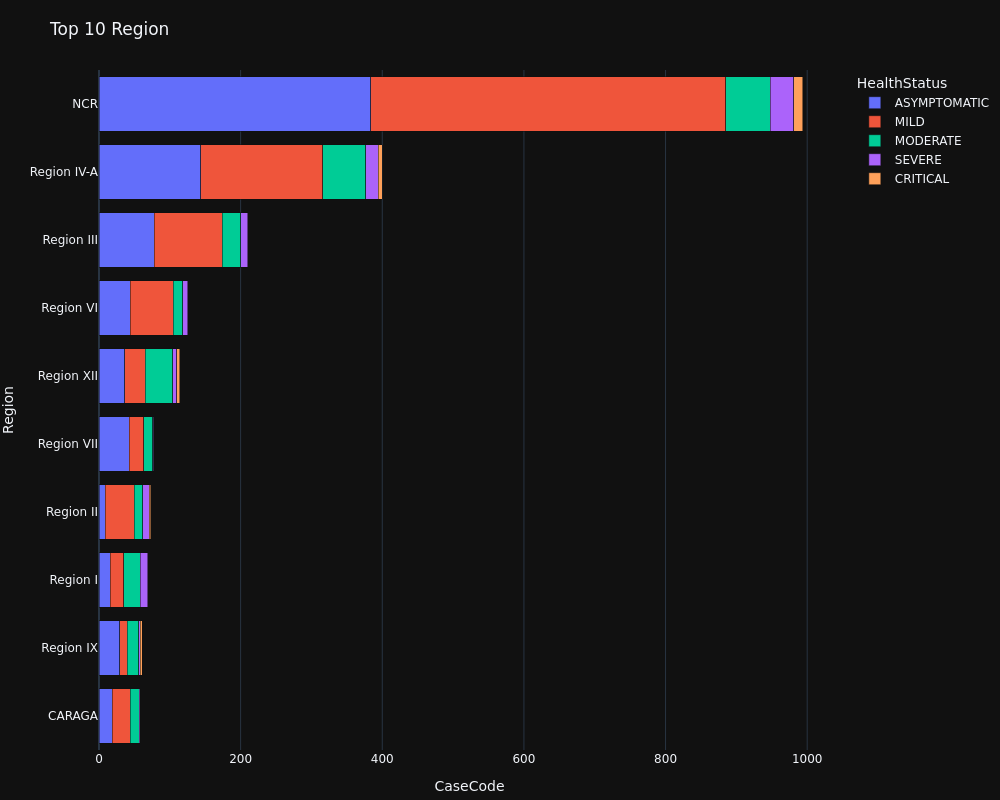 Top 10 Region
HealthStatus
ASYMPTOMATIC
MILD
MODERATE
SEVERE
CRITICAL
Region
NCR
Region IV-A
Region III
Region VI
Region XII
Region VII
Region II
Region I
Region IX
CARAGA
0 200 400 600 800 1000
CaseCode